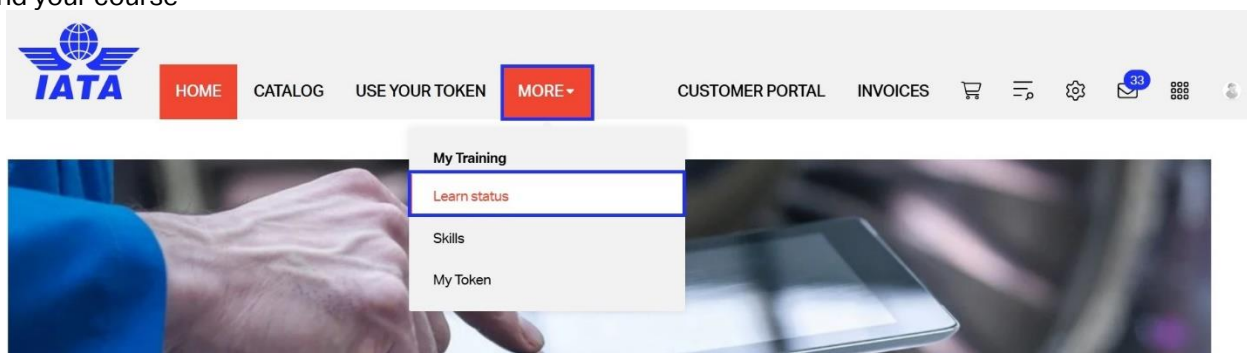 nd your course
IATA
HOME CATALOG USE YOUR TOKEN MORE CUSTOMER PORTAL INVOICES 33
My Training
Learn status
Skills
My Token